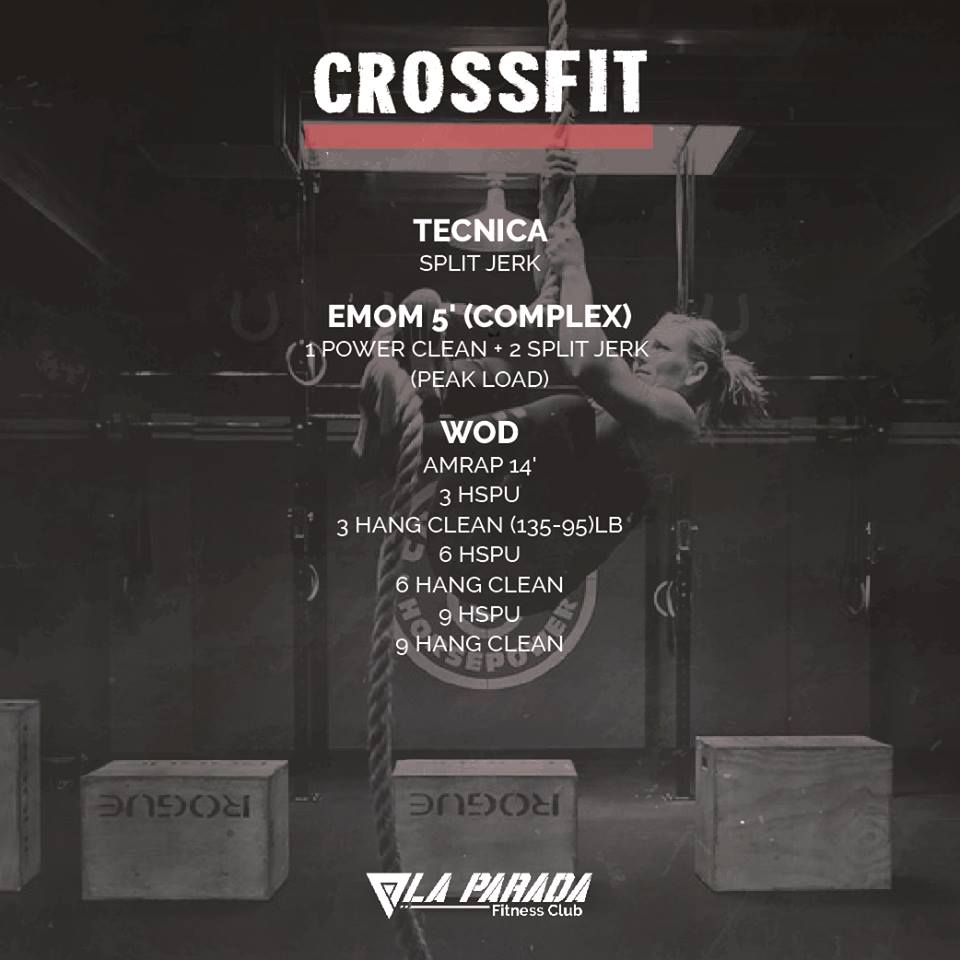 CROSSFIT
TECNICA
SPLIT JERK
EMOM 5' (COMPLEX)
1 POWER CLEAN + 2 SPLIT JERK
(PEAK LOAD)
WOD
AMRAP 14'
3 HSPU
3 HANG CLEAN (135-95)LB
6 HSPU
6 HANG CLEAN
9 HSPU
9 HANG CLEAN
HORSEPOWER
ROGUE
ROGUE
LA PARADA
Fitness Club